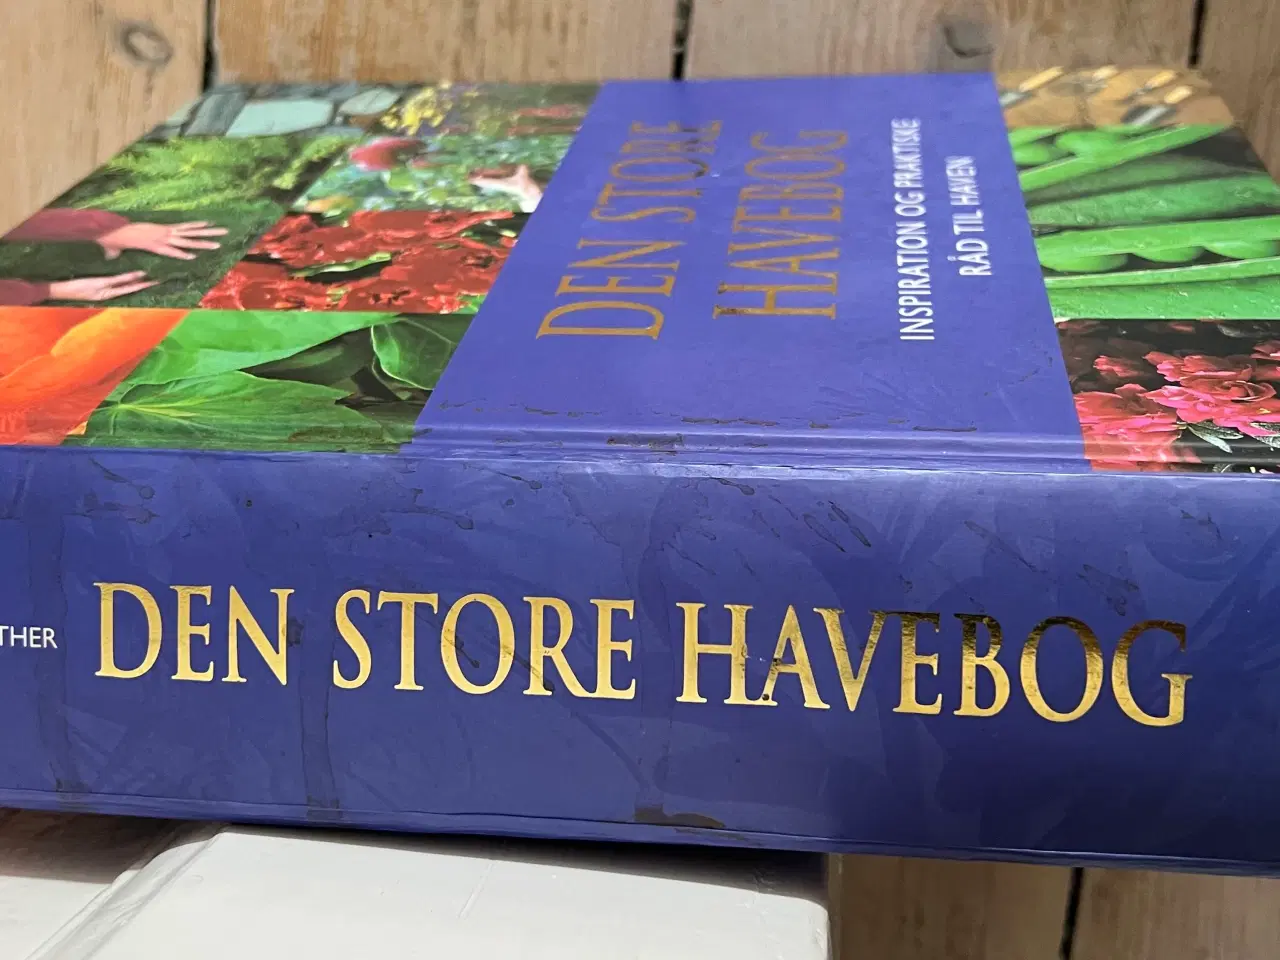 DEN STORE
HAVEBOG
INSPIRATION OG PRAKTISKE
RÅD TIL HAVEN
THER DEN STORE HAVEBOG